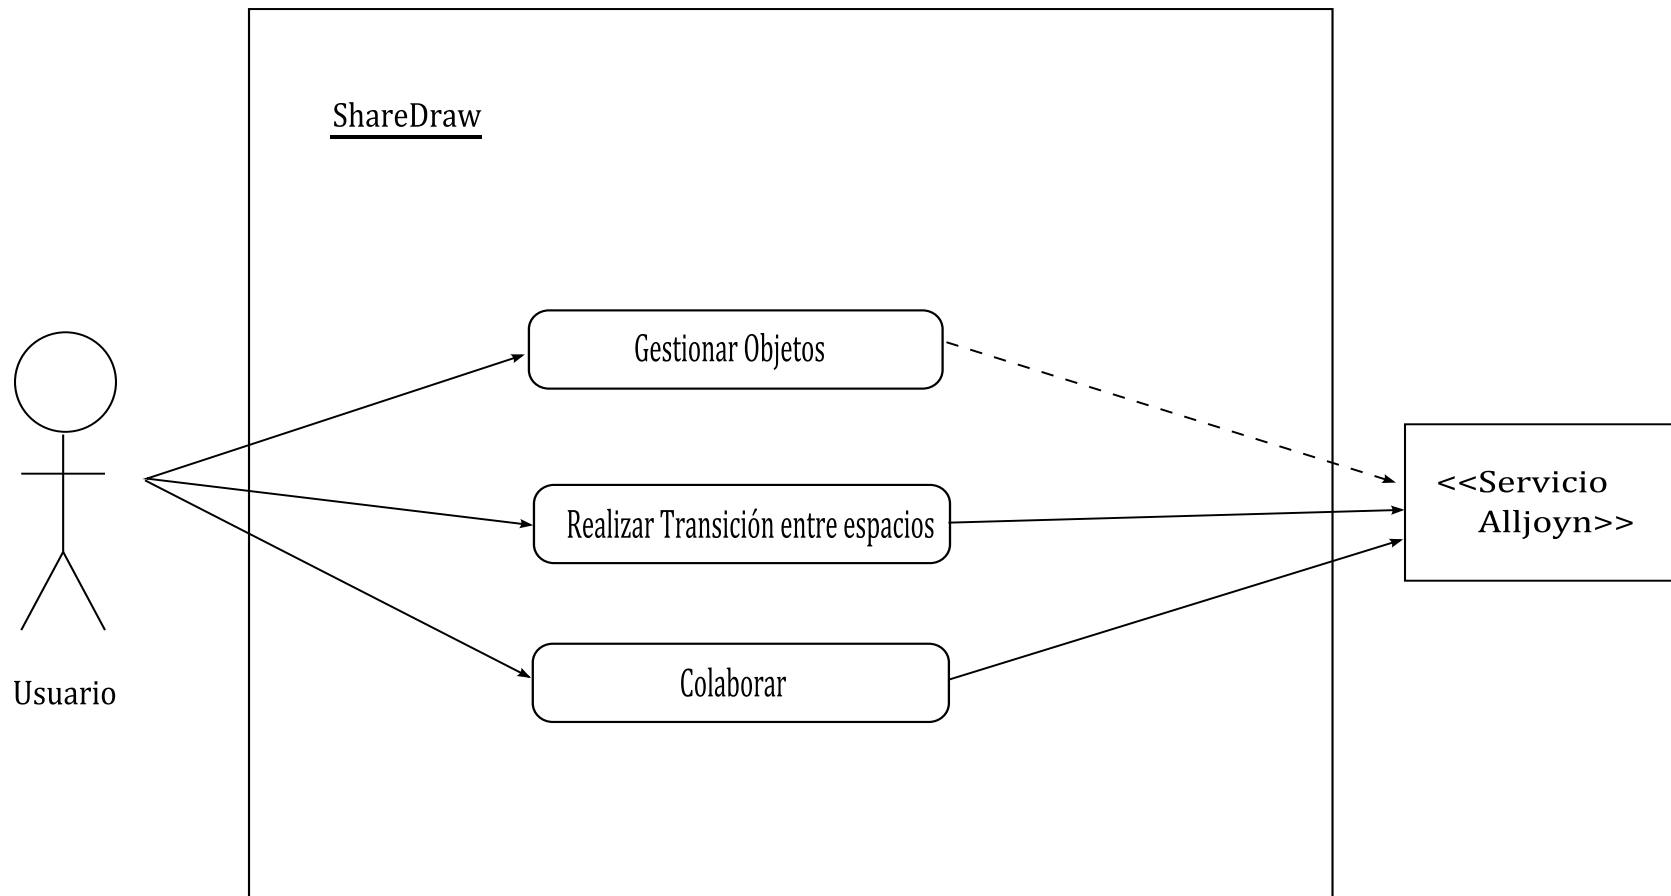 ShareDraw
Gestionar Objetos
Realizar Transición entre espacios
Colaborar
Usuario
<<Servicio
Alljoyn>>